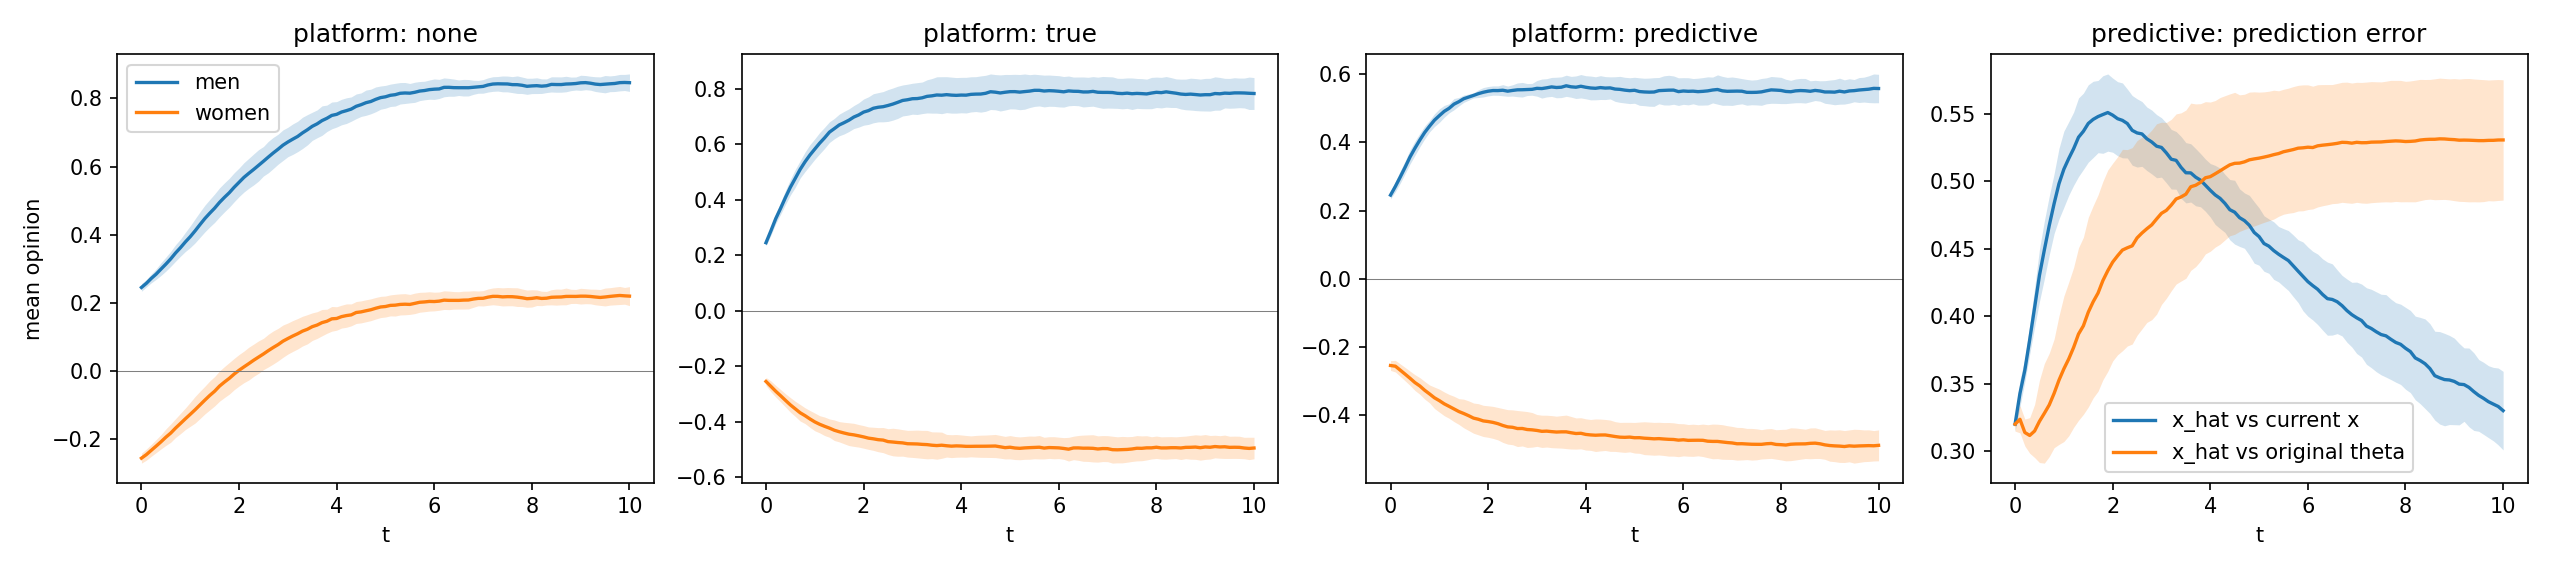 platform: none
mean opinion
0.8
0.6
0.4
0.2
0.0
−0.2
men
women
0 2 4 6 8 10
t
platform: true
0.8
0.6
0.4
0.2
0.0
−0.2
−0.4
−0.6
0 2 4 6 8 10
t
platform: predictive
0.6
0.4
0.2
0.0
−0.2
−0.4
0 2 4 6 8 10
t
predictive: prediction error
0.55
0.50
0.45
0.40
0.35
0.30
x_hat vs current x
x_hat vs original theta
0 2 4 6 8 10
t